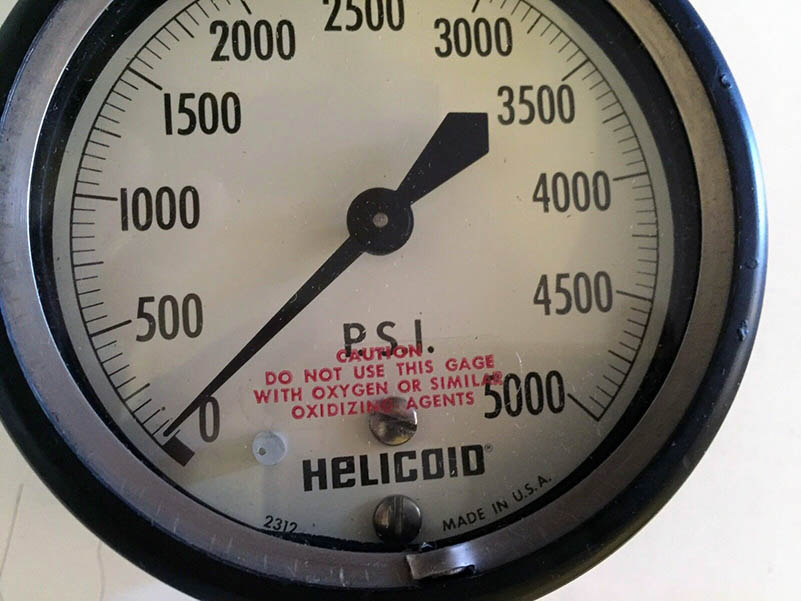 2500
2000
3000
1500
3500
1000
4000
500
4500
P.S.I.
CAUTION
DO NOT USE THIS GAGE
WITH OXYGEN OR SIMILAR
OXIDIZING AGENTS
0
5000
HELICOID®
2312
MADE IN U.S.A.